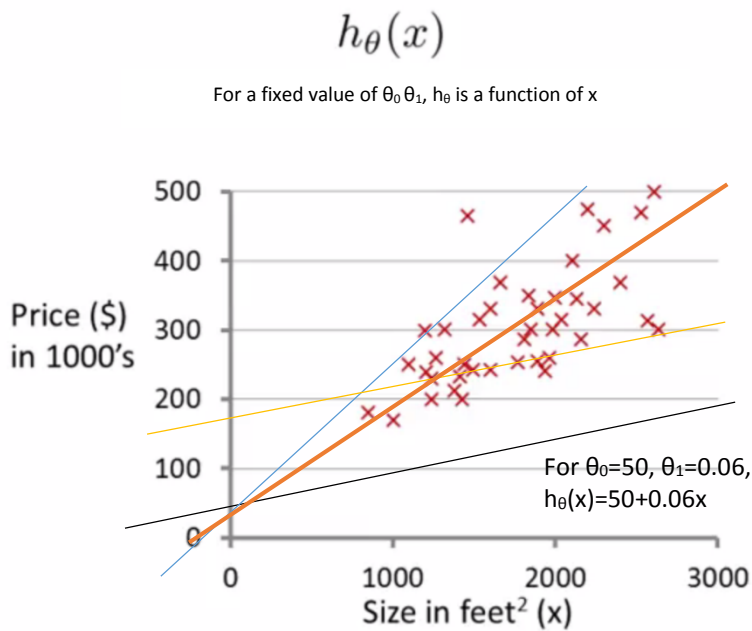 hθ(x)
For a fixed value of θ0 θ1, hθ is a function of x
500
400
300
200
100
0
Price ($)
in 1000's
For θ0=50, θ1=0.06,
hθ(x)=50+0.06x
0 1000 2000 3000
Size in feet² (x)